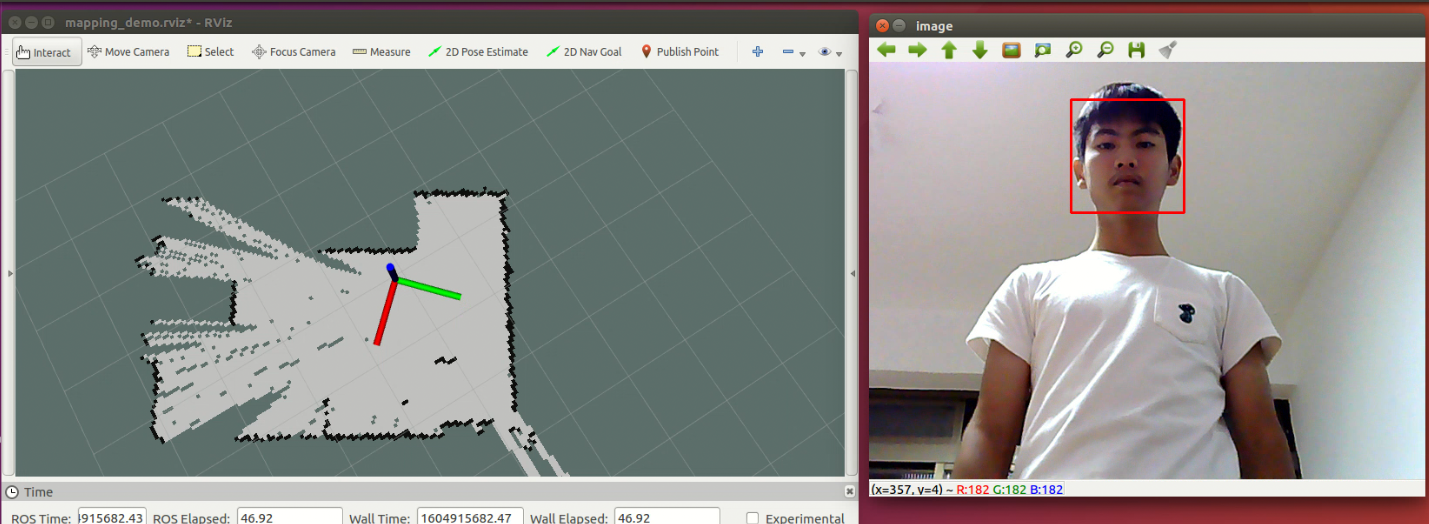 mapping_demo.rviz* - RViz
Interact Move Camera Select Focus Camera Measure 2D Pose Estimate 2D Nav Goal Publish Point
Time
ROS Time: 915682.43 ROS Elapsed: 46.92 Wall Time: 1604915682.47 Wall Elapsed: 46.92 Experimental
image
(x=357, y=4) ~ R:182 G:182 B:182